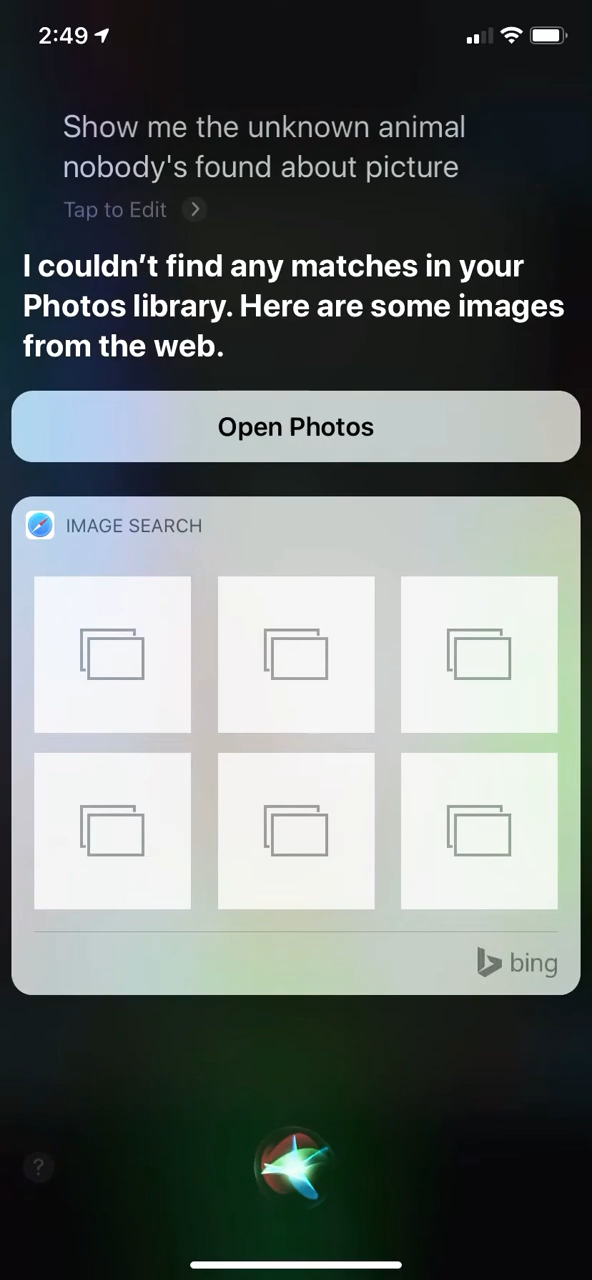 2:49
Show me the unknown animal
nobody's found about picture
Tap to Edit
I couldn’t find any matches in your
Photos library. Here are some images
from the web.
Open Photos
IMAGE SEARCH
bing
?